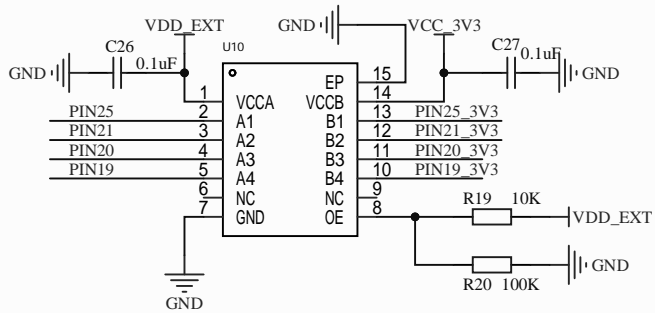 VDD_EXT
GND
VCC_3V3
C26
U10
C27
0.1uF
0.1uF
GND
GND
EP
15
1
VCCA
VCCB
14
PIN25
2
A1
B1
13
PIN25_3V3
PIN21
3
A2
B2
12
PIN21_3V3
PIN20
4
A3
B3
11
PIN20_3V3
PIN19
5
A4
B4
10
PIN19_3V3
6
NC
NC
9
7
GND
OE
8
R19
10K
VDD_EXT
GND
R20
100K
GND